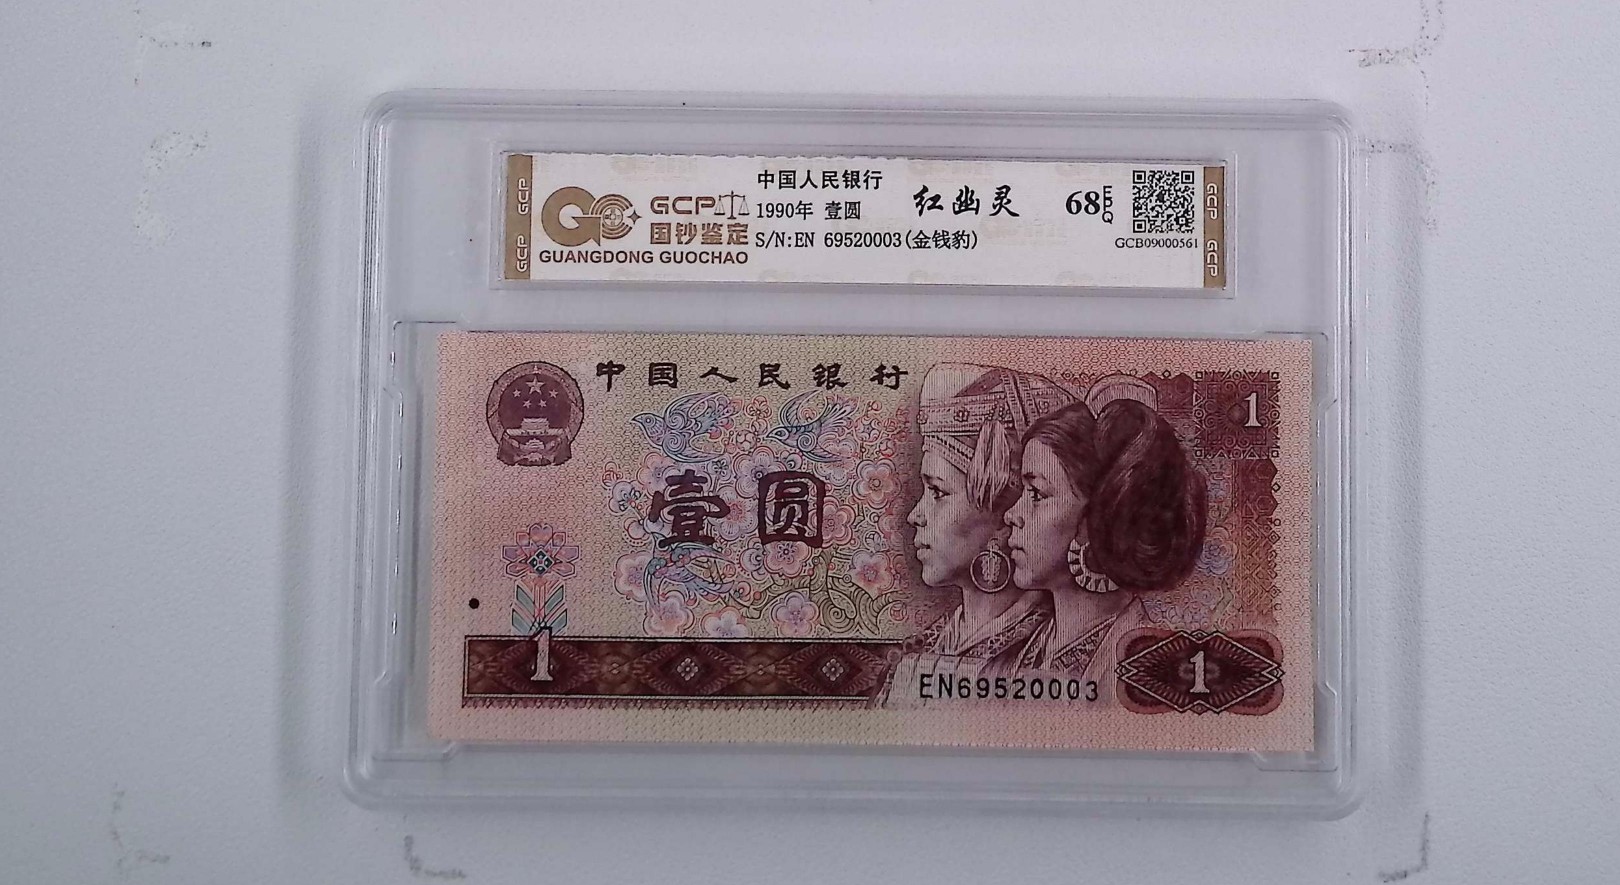 GCP
GCP
GCP
国钞鉴定
GUANGDONG GUOCHAO
中国人民银行
1990年 壹圆
S/N:EN 69520003(金钱豹)
红幽灵
68EPQ
GCB09000561
GCP
GCP
中国人民银行
1
壹圆
1
EN69520003
1